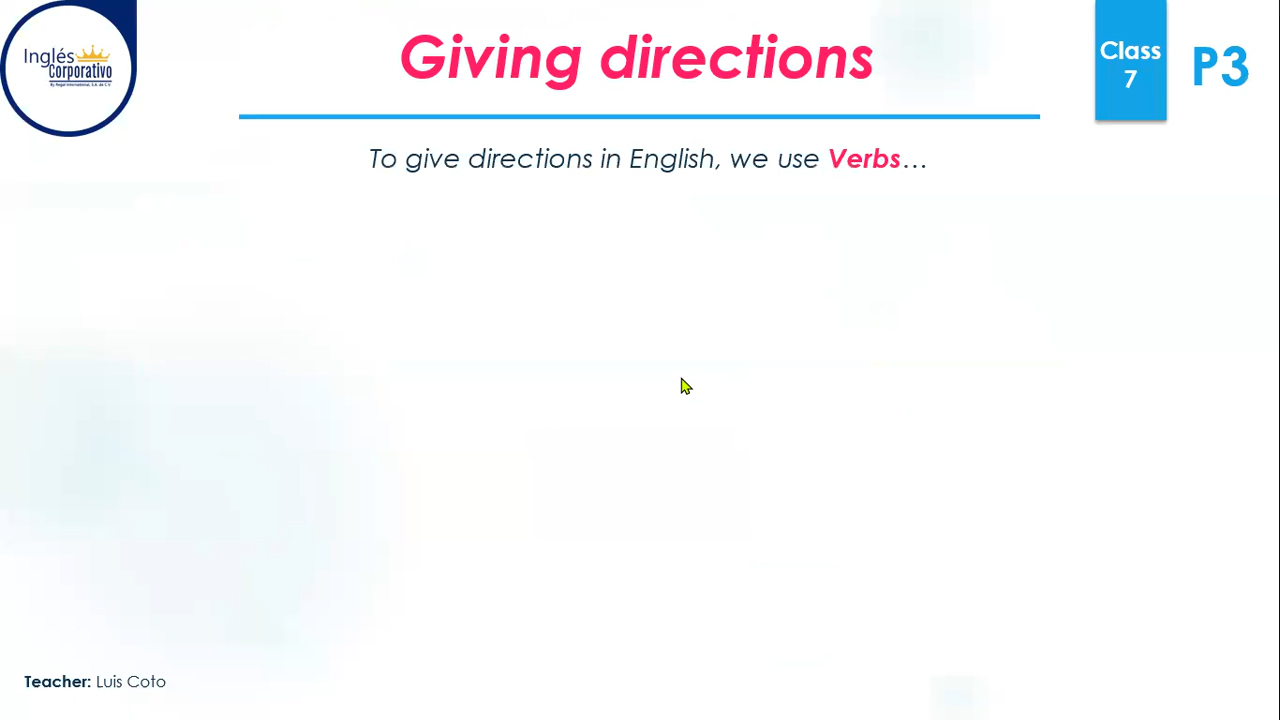 Inglés
Corporativo
Giving directions
Class
7
P3
To give directions in English, we use Verbs…
Teacher: Luis Coto